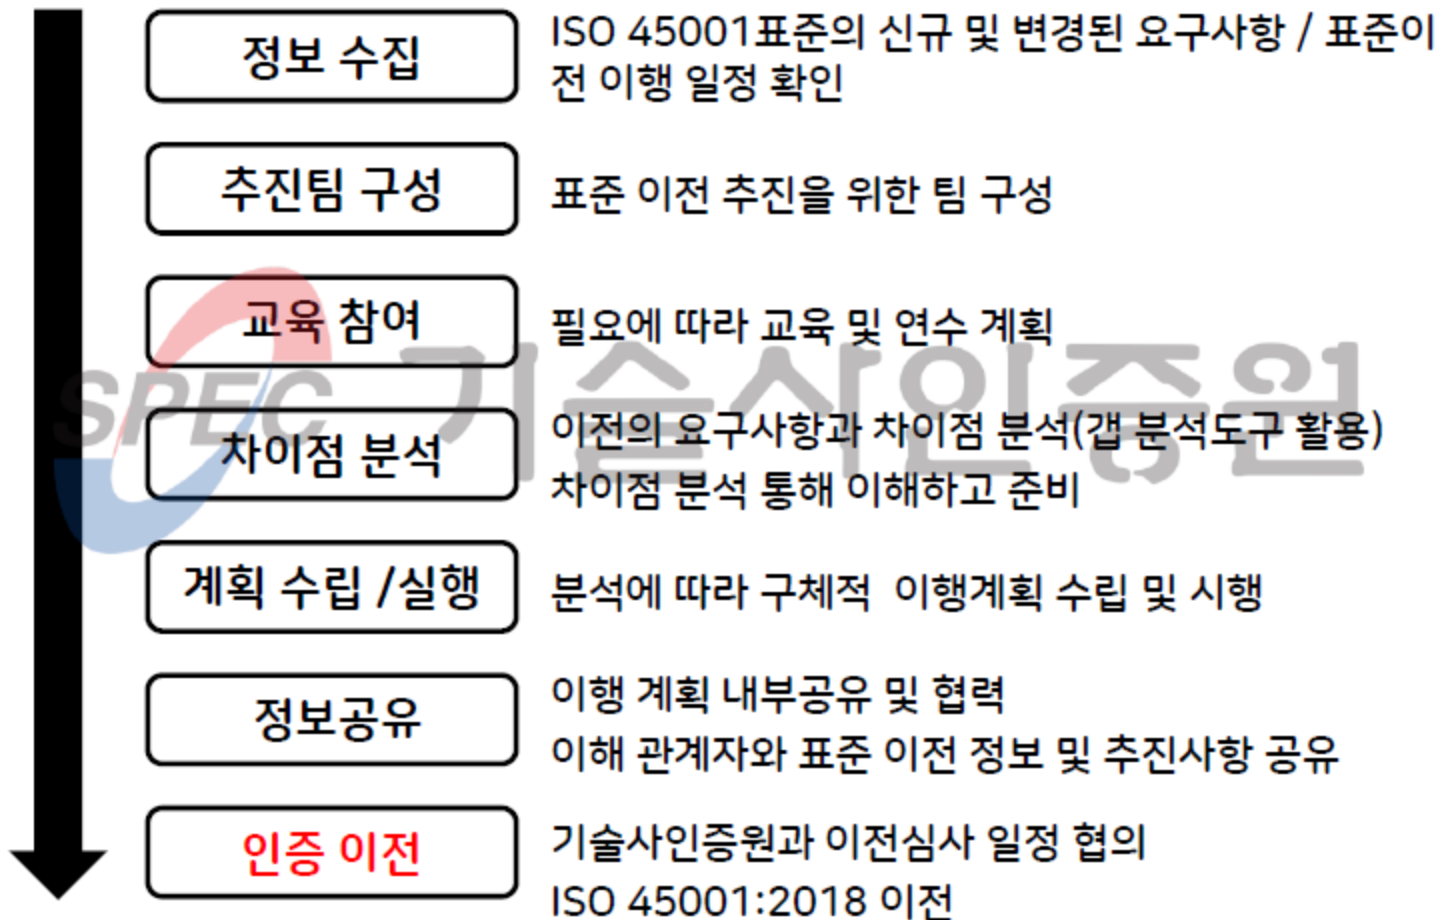 정보 수집
ISO 45001표준의 신규 및 변경된 요구사항 / 표준이
전 이행 일정 확인
추진팀 구성
표준 이전 추진을 위한 팀 구성
교육 참여
필요에 따라 교육 및 연수 계획
SPEC 기술사인증원
차이점 분석
이전의 요구사항과 차이점 분석(갭 분석도구 활용)
차이점 분석 통해 이해하고 준비
계획 수립 /실행
분석에 따라 구체적  이행계획 수립 및 시행
정보공유
이행 계획 내부공유 및 협력
이해 관계자와 표준 이전 정보 및 추진사항 공유
인증 이전
기술사인증원과 이전심사 일정 협의
ISO 45001:2018 이전